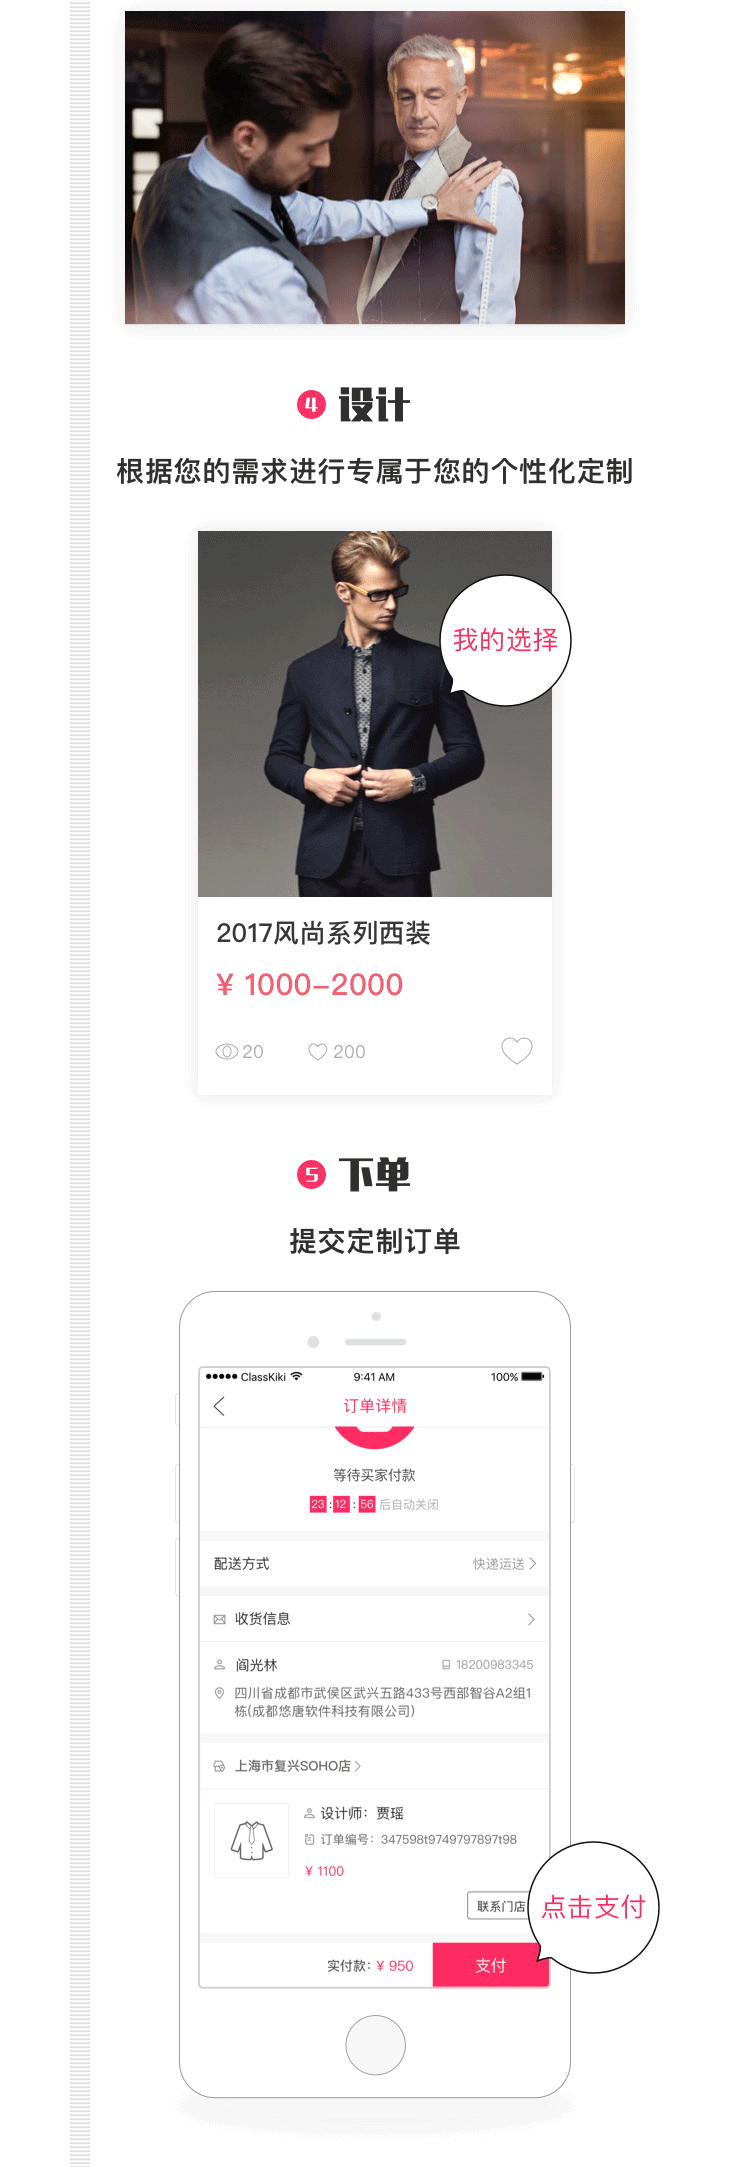 4 设计
根据您的需求进行专属于您的个性化定制
我的选择
2017风尚系列西装
¥ 1000-2000
20 200
5 下单
提交定制订单
ClassKiki 9:41 AM 100%
订单详情
等待买家付款
23:12:56 后自动关闭
配送方式 快递运送
收货信息
阎光林 18200983345
四川省成都市武侯区武兴五路433号西部智谷A2组1
栋(成都悠唐软件科技有限公司)
上海市复兴SOHO店
设计师：贾瑶
订单编号：347598t9749797897t98
¥ 1100
联系门店
点击支付
实付款：¥ 950 支付